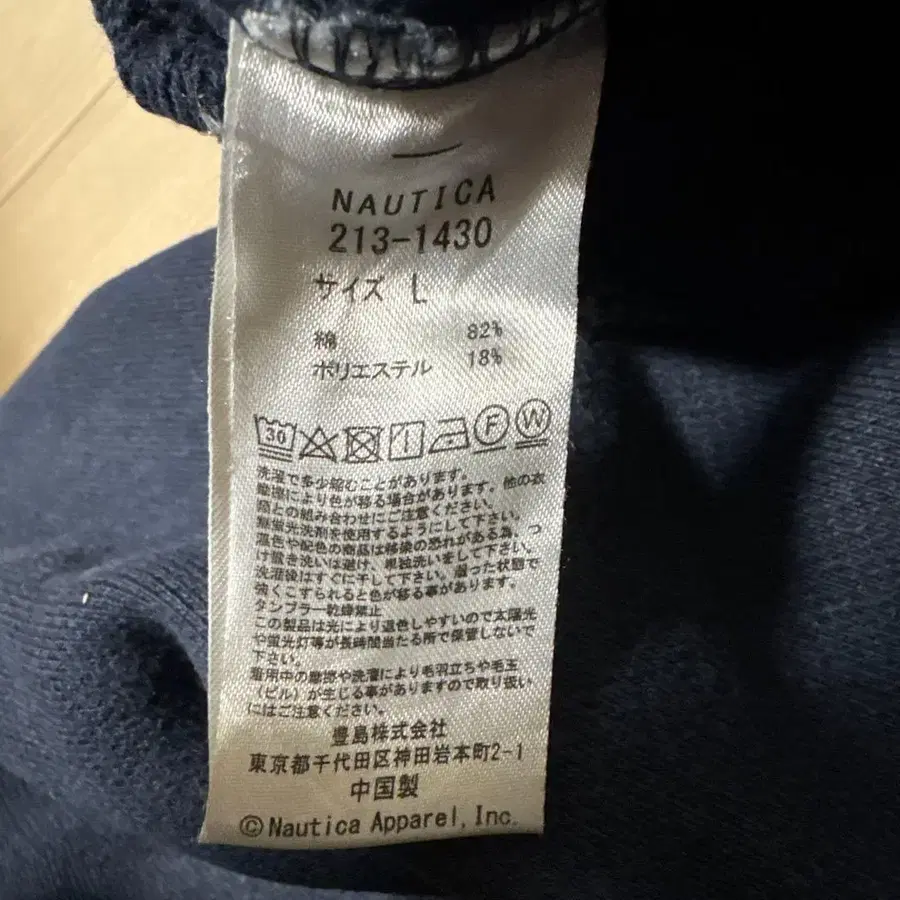 NAUTICA
213-1430
サイズ L
綿 82%
ポリエステル 18%
30 F W
洗濯で多少縮むことがあります。
摩擦により色が移る場合があります。他の衣
類との組み合わせにご注意ください。
無蛍光洗剤を使用するようにして下さい。
濃色や配色の商品は移染の恐れがある為、つ
け置き洗いは避け、単独洗いをして下さい。
洗濯後はすぐに干して下さい。湿った状態で
強くこすられると色が移る事があります。
タンブラー乾燥禁止
この製品は光により退色しやすいので太陽光
や蛍光灯等が長時間当たる所で保管しないで
下さい。
着用中の摩擦や洗濯により毛羽立ちや毛玉
(ピル)が生じる事がありますので取り扱い
にはご注意ください。
豊島株式会社
東京都千代田区神田岩本町2-1
中国製
©Nautica Apparel, Inc.